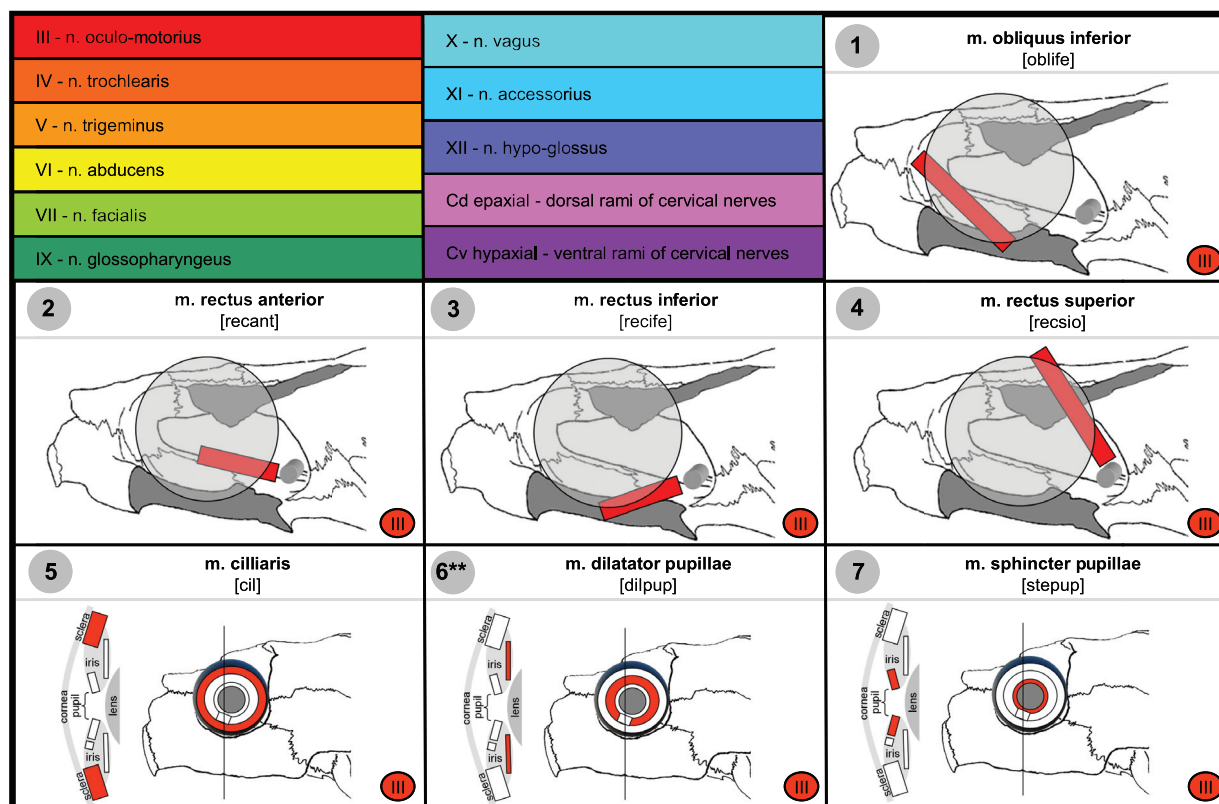 III - n. oculo-motorius
IV - n. trochlearis
V - n. trigeminus
VI - n. abducens
VII - n. facialis
IX - n. glossopharyngeus
X - n. vagus
XI - n. accessorius
XII - n. hypo-glossus
Cd epaxial - dorsal rami of cervical nerves
Cv hypaxial - ventral rami of cervical nerves
1
m. obliquus inferior
[oblife]
III
2
m. rectus anterior
[recant]
III
3
m. rectus inferior
[recife]
III
4
m. rectus superior
[recsio]
III
5
m. cilliaris
[cil]
sclera
iris
cornea
pupil
lens
iris
sclera
III
6**
m. dilatator pupillae
[dilpup]
sclera
iris
cornea
pupil
lens
iris
sclera
III
7
m. sphincter pupillae
[stepup]
sclera
iris
cornea
pupil
lens
iris
sclera
III